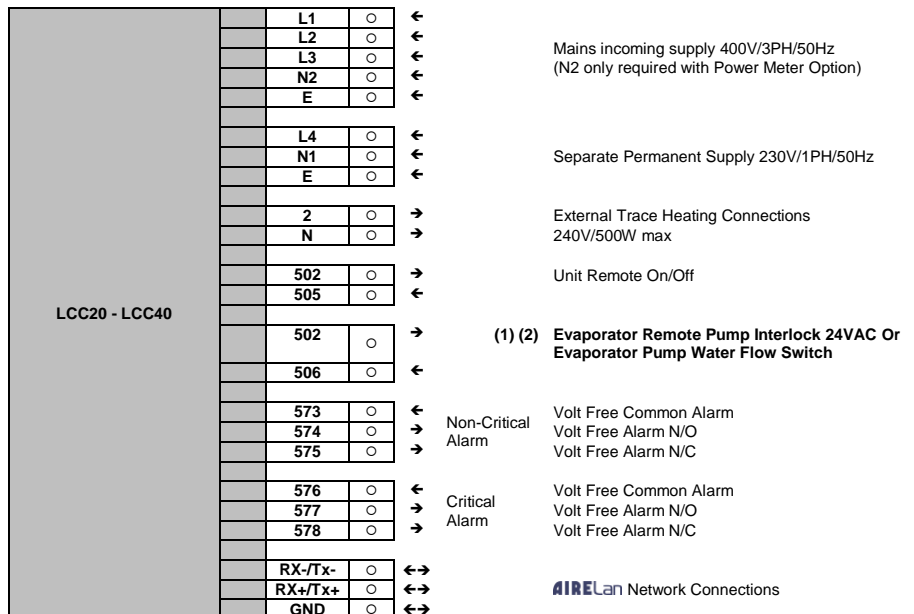 LCC20 - LCC40
L1
L2
L3
N2
E
Mains incoming supply 400V/3PH/50Hz
(N2 only required with Power Meter Option)
L4
N1
E
Separate Permanent Supply 230V/1PH/50Hz
2
N
External Trace Heating Connections
240V/500W max
502
505
Unit Remote On/Off
502
506
(1) (2) Evaporator Remote Pump Interlock 24VAC Or
Evaporator Pump Water Flow Switch
573
574
575
Non-Critical
Alarm
Volt Free Common Alarm
Volt Free Alarm N/O
Volt Free Alarm N/C
576
577
578
Critical
Alarm
Volt Free Common Alarm
Volt Free Alarm N/O
Volt Free Alarm N/C
RX-/Tx-
RX+/Tx+
GND
AIRELan Network Connections